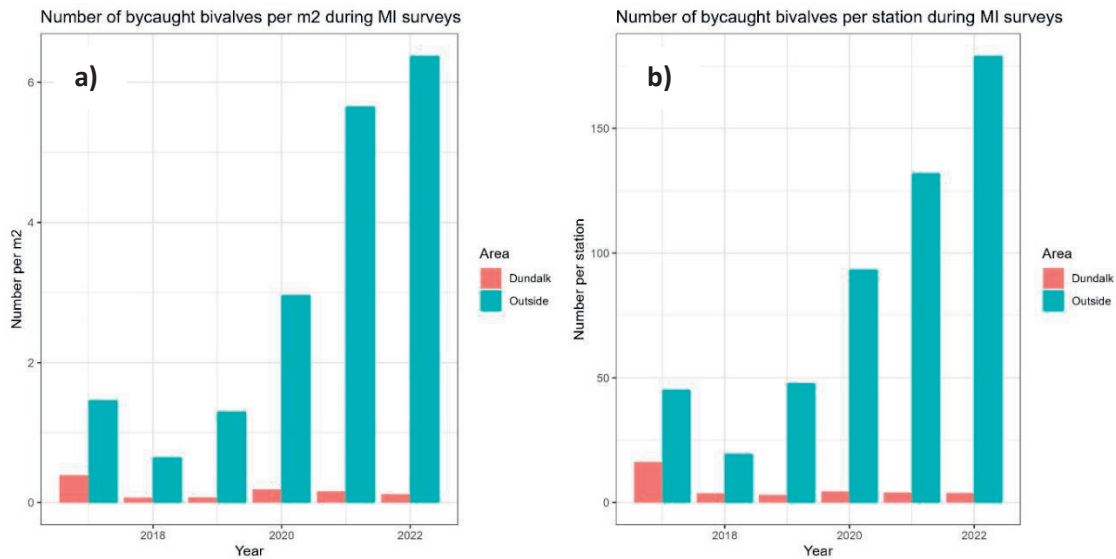 Number of bycaught bivalves per m2 during MI surveys
a)
6
4
2
0
Number per m2
2018
2020
2022
Year
Area
Dundalk
Outside
Number of bycaught bivalves per station during MI surveys
b)
150
100
50
0
Number per station
2018
2020
2022
Year
Area
Dundalk
Outside